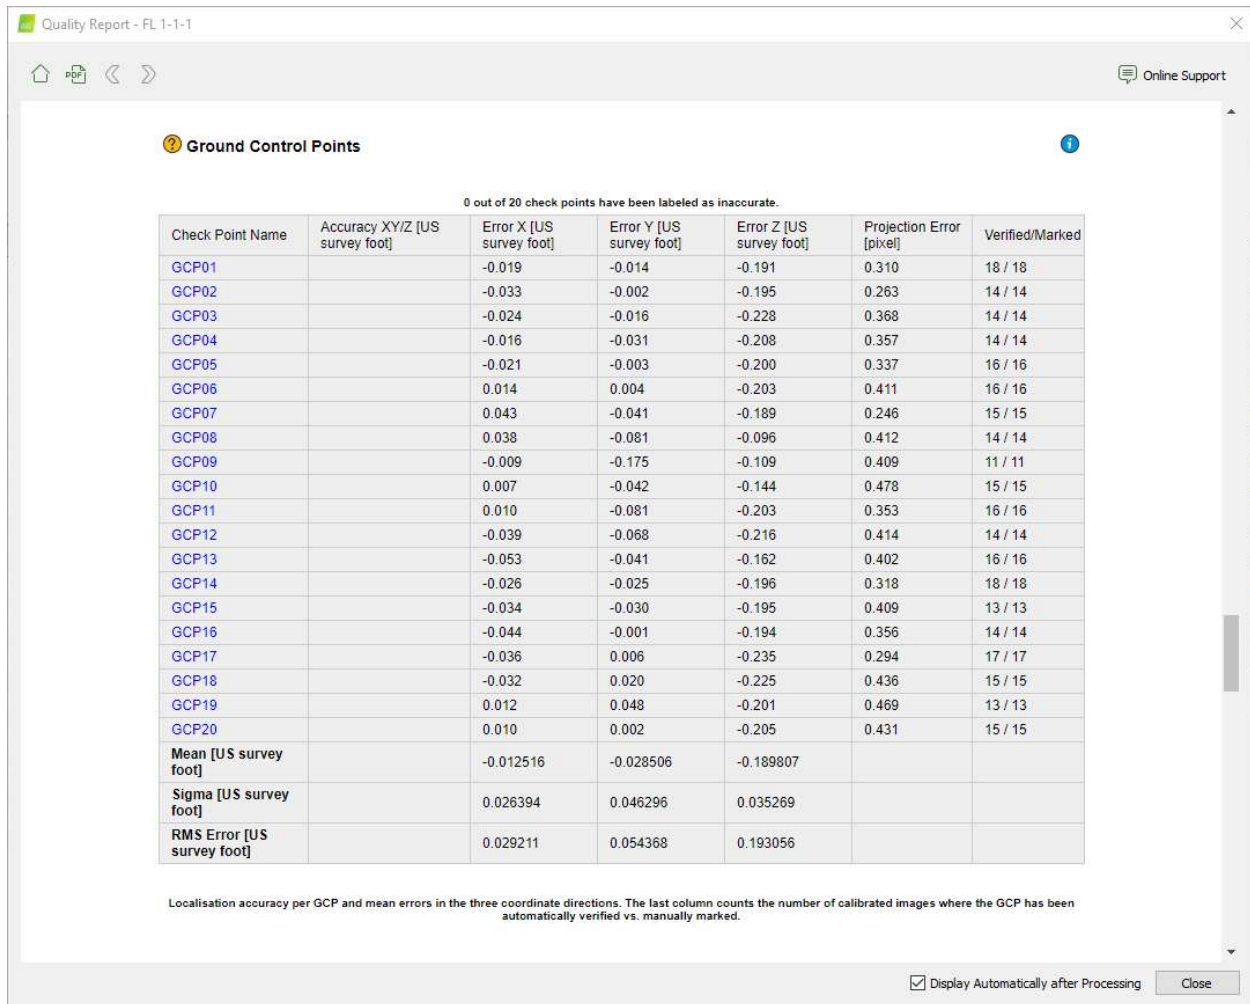 Quality Report - FL 1-1-1
PDF
Online Support
Ground Control Points
0 out of 20 check points have been labeled as inaccurate.
Check Point Name Accuracy XY/Z [US survey foot] Error X [US survey foot] Error Y [US survey foot] Error Z [US survey foot] Projection Error [pixel] Verified/Marked
GCP01 -0.019 -0.014 -0.191 0.310 18 / 18
GCP02 -0.033 -0.002 -0.195 0.263 14 / 14
GCP03 -0.024 -0.016 -0.228 0.368 14 / 14
GCP04 -0.016 -0.031 -0.208 0.357 14 / 14
GCP05 -0.021 -0.003 -0.200 0.337 16 / 16
GCP06 0.014 0.004 -0.203 0.411 16 / 16
GCP07 0.043 -0.041 -0.189 0.246 15 / 15
GCP08 0.038 -0.081 -0.096 0.412 14 / 14
GCP09 -0.009 -0.175 -0.109 0.409 11 / 11
GCP10 0.007 -0.042 -0.144 0.478 15 / 15
GCP11 0.010 -0.081 -0.203 0.353 16 / 16
GCP12 -0.039 -0.068 -0.216 0.414 14 / 14
GCP13 -0.053 -0.041 -0.162 0.402 16 / 16
GCP14 -0.026 -0.025 -0.196 0.318 18 / 18
GCP15 -0.034 -0.030 -0.195 0.409 13 / 13
GCP16 -0.044 -0.001 -0.194 0.356 14 / 14
GCP17 -0.036 0.006 -0.235 0.294 17 / 17
GCP18 -0.032 0.020 -0.225 0.436 15 / 15
GCP19 0.012 0.048 -0.201 0.469 13 / 13
GCP20 0.010 0.002 -0.205 0.431 15 / 15
Mean [US survey foot] -0.012516 -0.028506 -0.189807
Sigma [US survey foot] 0.026394 0.046296 0.035269
RMS Error [US survey foot] 0.029211 0.054368 0.193056
Localisation accuracy per GCP and mean errors in the three coordinate directions. The last column counts the number of calibrated images where the GCP has been
automatically verified vs. manually marked.
Display Automatically after Processing
Close